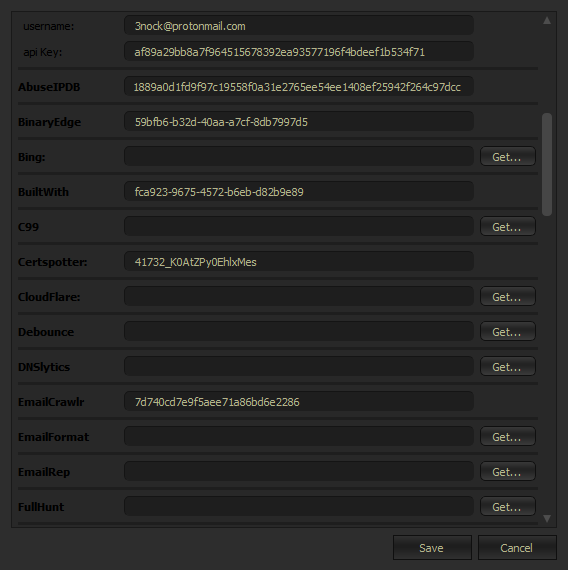 username: 3nock@protonmail.com
api Key: af89a29bb8a7f964515678392ea93577196f4bdeef1b534f71
AbuseIPDB 1889a0d1fd9f97c19558f0a31e2765ee54ee1408ef25942f264c97dcc
BinaryEdge 59bfb6-b32d-40aa-a7cf-8db7997d5
Bing: Get...
BuiltWith fca923-9675-4572-b6eb-d82b9e89
C99 Get...
Certspotter: 41732_K0AtZPy0EhlxMes
CloudFlare: Get...
Debounce Get...
DNSlytics Get...
EmailCrawlr 7d740cd7e9f5aee71a86bd6e2286
EmailFormat Get...
EmailRep Get...
FullHunt Get...
Save Cancel